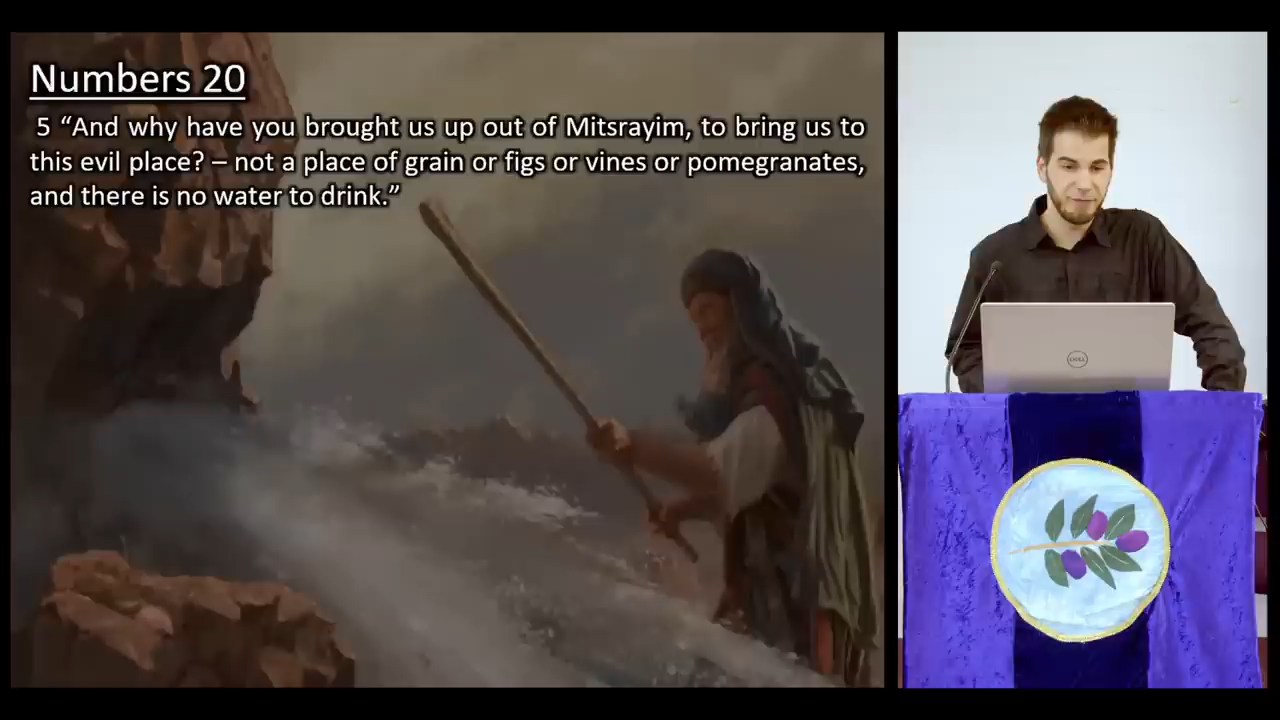 Numbers 20
5 “And why have you brought us up out of Mitsrayim, to bring us to
this evil place? – not a place of grain or figs or vines or pomegranates,
and there is no water to drink.”
DELL